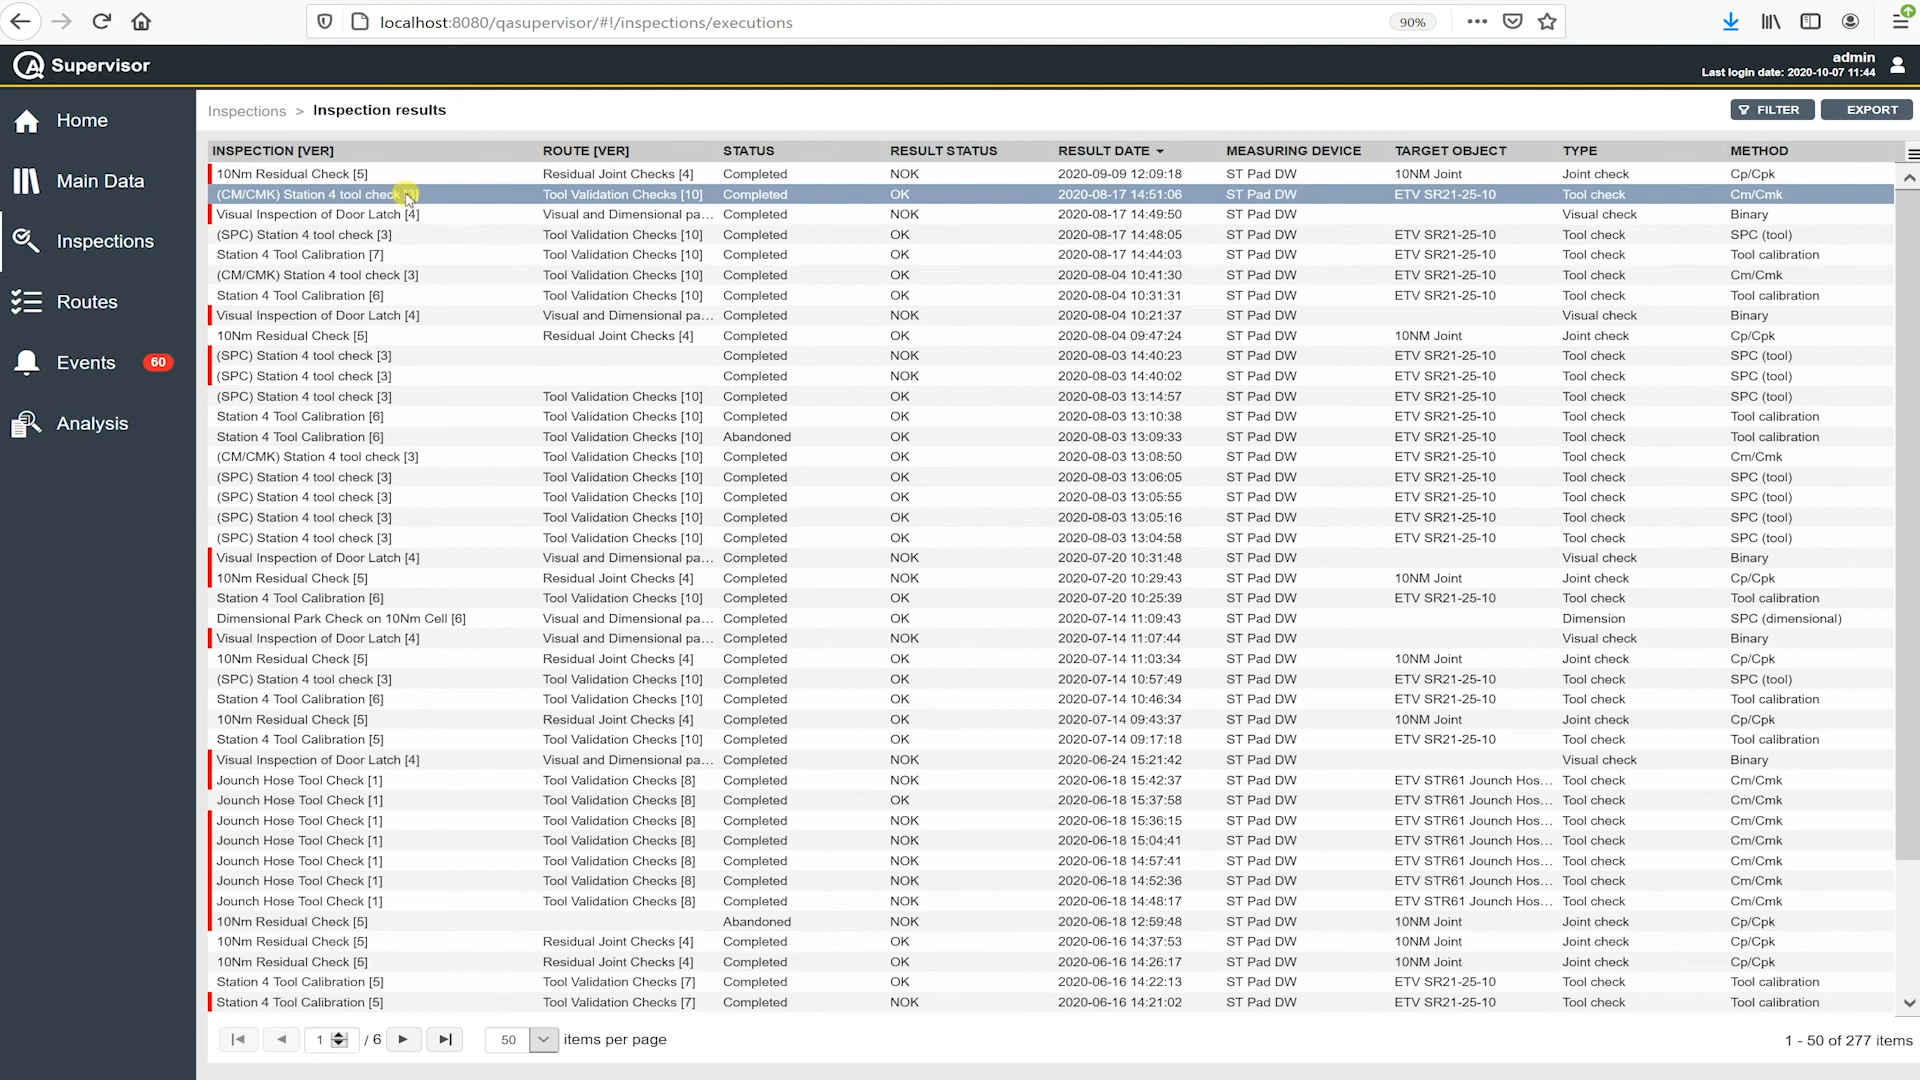 localhost:8080/qasupervisor/#!/inspections/executions 90%
QA Supervisor
admin
Last login date: 2020-10-07 11:44
Home
Main Data
Inspections
Routes
Events 60
Analysis
Inspections > Inspection results
FILTER EXPORT
INSPECTION [VER] ROUTE [VER] STATUS RESULT STATUS RESULT DATE MEASURING DEVICE TARGET OBJECT TYPE METHOD
10Nm Residual Check [5] Residual Joint Checks [4] Completed NOK 2020-09-09 12:09:18 ST Pad DW 10NM Joint Joint check Cp/Cpk
(CM/CMK) Station 4 tool check [3] Tool Validation Checks [10] Completed OK 2020-08-17 14:51:06 ST Pad DW ETV SR21-25-10 Tool check Cm/Cmk
Visual Inspection of Door Latch [4] Visual and Dimensional pa... Completed NOK 2020-08-17 14:49:50 ST Pad DW Visual check Binary
(SPC) Station 4 tool check [3] Tool Validation Checks [10] Completed OK 2020-08-17 14:48:05 ST Pad DW ETV SR21-25-10 Tool check SPC (tool)
Station 4 Tool Calibration [7] Tool Validation Checks [10] Completed OK 2020-08-17 14:44:03 ST Pad DW ETV SR21-25-10 Tool check Tool calibration
(CM/CMK) Station 4 tool check [3] Tool Validation Checks [10] Completed OK 2020-08-04 10:41:30 ST Pad DW ETV SR21-25-10 Tool check Cm/Cmk
Station 4 Tool Calibration [6] Tool Validation Checks [10] Completed OK 2020-08-04 10:31:31 ST Pad DW ETV SR21-25-10 Tool check Tool calibration
Visual Inspection of Door Latch [4] Visual and Dimensional pa... Completed NOK 2020-08-04 10:21:37 ST Pad DW Visual check Binary
10Nm Residual Check [5] Residual Joint Checks [4] Completed OK 2020-08-04 09:47:24 ST Pad DW 10NM Joint Joint check Cp/Cpk
(SPC) Station 4 tool check [3] Completed NOK 2020-08-03 14:40:23 ST Pad DW ETV SR21-25-10 Tool check SPC (tool)
(SPC) Station 4 tool check [3] Completed NOK 2020-08-03 14:40:02 ST Pad DW ETV SR21-25-10 Tool check SPC (tool)
(SPC) Station 4 tool check [3] Tool Validation Checks [10] Completed OK 2020-08-03 13:14:57 ST Pad DW ETV SR21-25-10 Tool check SPC (tool)
Station 4 Tool Calibration [6] Tool Validation Checks [10] Completed OK 2020-08-03 13:10:38 ST Pad DW ETV SR21-25-10 Tool check Tool calibration
Station 4 Tool Calibration [6] Tool Validation Checks [10] Abandoned OK 2020-08-03 13:09:33 ST Pad DW ETV SR21-25-10 Tool check Tool calibration
(CM/CMK) Station 4 tool check [3] Tool Validation Checks [10] Completed OK 2020-08-03 13:08:50 ST Pad DW ETV SR21-25-10 Tool check Cm/Cmk
(SPC) Station 4 tool check [3] Tool Validation Checks [10] Completed OK 2020-08-03 13:06:05 ST Pad DW ETV SR21-25-10 Tool check SPC (tool)
(SPC) Station 4 tool check [3] Tool Validation Checks [10] Completed OK 2020-08-03 13:05:55 ST Pad DW ETV SR21-25-10 Tool check SPC (tool)
(SPC) Station 4 tool check [3] Tool Validation Checks [10] Completed OK 2020-08-03 13:05:16 ST Pad DW ETV SR21-25-10 Tool check SPC (tool)
(SPC) Station 4 tool check [3] Tool Validation Checks [10] Completed OK 2020-08-03 13:04:58 ST Pad DW ETV SR21-25-10 Tool check SPC (tool)
Visual Inspection of Door Latch [4] Visual and Dimensional pa... Completed NOK 2020-07-20 10:31:48 ST Pad DW Visual check Binary
10Nm Residual Check [5] Residual Joint Checks [4] Completed NOK 2020-07-20 10:29:43 ST Pad DW 10NM Joint Joint check Cp/Cpk
Station 4 Tool Calibration [6] Tool Validation Checks [10] Completed OK 2020-07-20 10:25:39 ST Pad DW ETV SR21-25-10 Tool check Tool calibration
Dimensional Park Check on 10Nm Cell [6] Visual and Dimensional pa... Completed OK 2020-07-14 11:09:43 ST Pad DW Dimension SPC (dimensional)
Visual Inspection of Door Latch [4] Visual and Dimensional pa... Completed NOK 2020-07-14 11:07:44 ST Pad DW Visual check Binary
10Nm Residual Check [5] Residual Joint Checks [4] Completed OK 2020-07-14 11:03:34 ST Pad DW 10NM Joint Joint check Cp/Cpk
(SPC) Station 4 tool check [3] Tool Validation Checks [10] Completed OK 2020-07-14 10:57:49 ST Pad DW ETV SR21-25-10 Tool check SPC (tool)
Station 4 Tool Calibration [6] Tool Validation Checks [10] Completed OK 2020-07-14 10:46:34 ST Pad DW ETV SR21-25-10 Tool check Tool calibration
10Nm Residual Check [5] Residual Joint Checks [4] Completed OK 2020-07-14 09:43:37 ST Pad DW 10NM Joint Joint check Cp/Cpk
Station 4 Tool Calibration [5] Tool Validation Checks [10] Completed OK 2020-07-14 09:17:18 ST Pad DW ETV SR21-25-10 Tool check Tool calibration
Visual Inspection of Door Latch [4] Visual and Dimensional pa... Completed NOK 2020-06-24 15:21:42 ST Pad DW Visual check Binary
Jounch Hose Tool Check [1] Tool Validation Checks [8] Completed NOK 2020-06-18 15:42:37 ST Pad DW ETV STR61 Jounch Hos... Tool check Cm/Cmk
Jounch Hose Tool Check [1] Tool Validation Checks [8] Completed OK 2020-06-18 15:37:58 ST Pad DW ETV STR61 Jounch Hos... Tool check Cm/Cmk
Jounch Hose Tool Check [1] Tool Validation Checks [8] Completed NOK 2020-06-18 15:36:15 ST Pad DW ETV STR61 Jounch Hos... Tool check Cm/Cmk
Jounch Hose Tool Check [1] Tool Validation Checks [8] Completed NOK 2020-06-18 15:04:41 ST Pad DW ETV STR61 Jounch Hos... Tool check Cm/Cmk
Jounch Hose Tool Check [1] Tool Validation Checks [8] Completed NOK 2020-06-18 14:57:41 ST Pad DW ETV STR61 Jounch Hos... Tool check Cm/Cmk
Jounch Hose Tool Check [1] Tool Validation Checks [8] Completed NOK 2020-06-18 14:52:36 ST Pad DW ETV STR61 Jounch Hos... Tool check Cm/Cmk
Jounch Hose Tool Check [1] Tool Validation Checks [8] Completed NOK 2020-06-18 14:48:17 ST Pad DW ETV STR61 Jounch Hos... Tool check Cm/Cmk
10Nm Residual Check [5] Abandoned NOK 2020-06-18 12:59:48 ST Pad DW 10NM Joint Joint check Cp/Cpk
10Nm Residual Check [5] Residual Joint Checks [4] Completed OK 2020-06-16 14:37:53 ST Pad DW 10NM Joint Joint check Cp/Cpk
10Nm Residual Check [5] Residual Joint Checks [4] Completed OK 2020-06-16 14:26:17 ST Pad DW 10NM Joint Joint check Cp/Cpk
Station 4 Tool Calibration [5] Tool Validation Checks [7] Completed OK 2020-06-16 14:22:13 ST Pad DW ETV SR21-25-10 Tool check Tool calibration
Station 4 Tool Calibration [5] Tool Validation Checks [7] Completed NOK 2020-06-16 14:21:02 ST Pad DW ETV SR21-25-10 Tool check Tool calibration
1 / 6 50 items per page 1 - 50 of 277 items